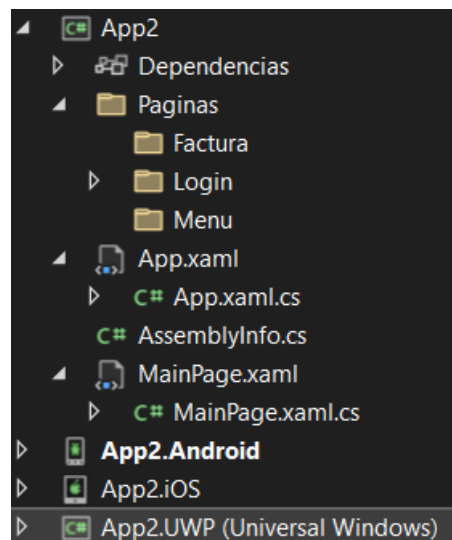 C# App2
Dependencias
Paginas
Factura
Login
Menu
App.xaml
C# App.xaml.cs
C# AssemblyInfo.cs
MainPage.xaml
C# MainPage.xaml.cs
App2.Android
App2.iOS
C# App2.UWP (Universal Windows)